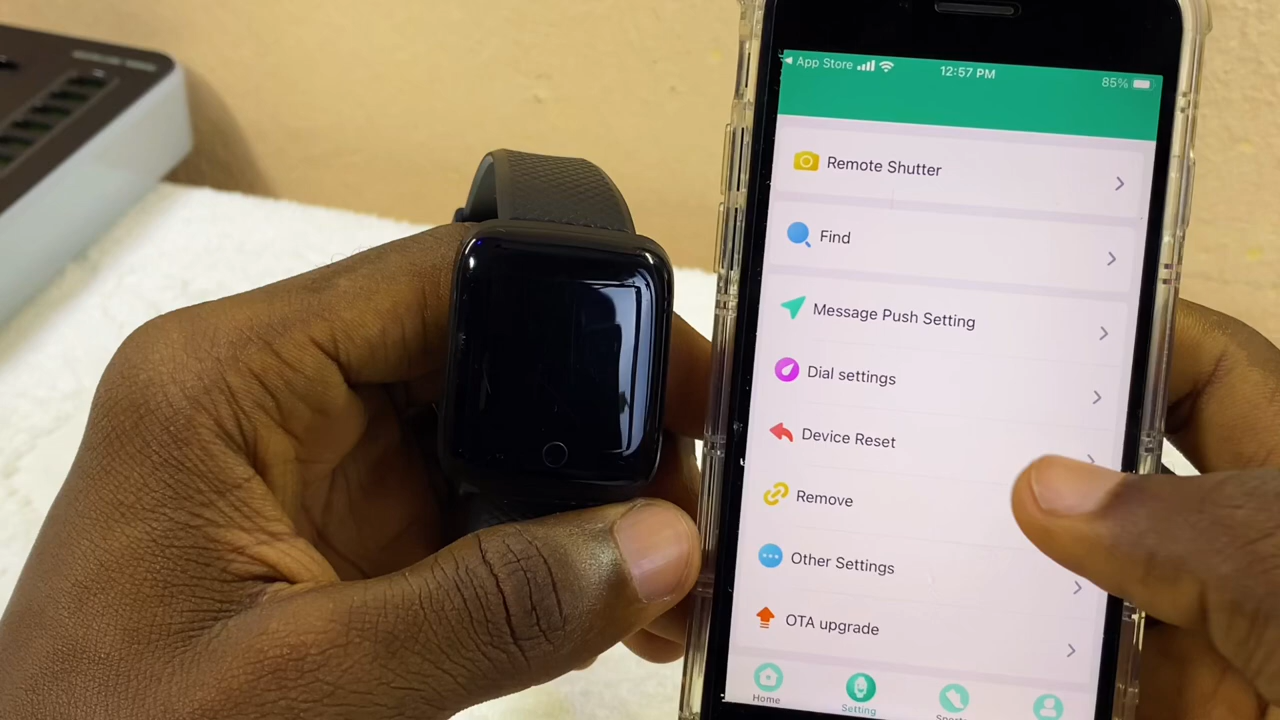 App Store
12:57 PM
85%
Remote Shutter
Find
Message Push Setting
Dial settings
Device Reset
Remove
Other Settings
OTA upgrade
Home
Setting